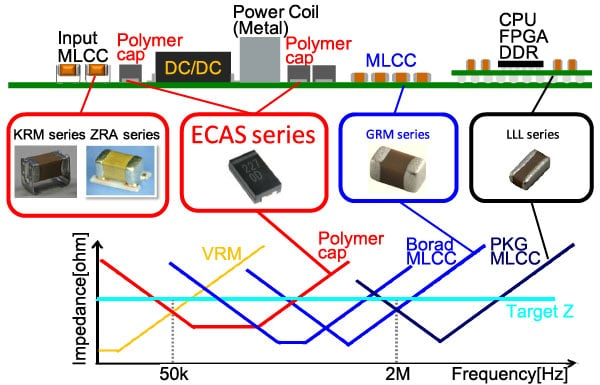 Input
MLCC
Polymer
cap
DC/DC
Power Coil
(Metal)
Polymer
cap
MLCC
CPU
FPGA
DDR
KRM series
ZRA series
ECAS series
227
GRM series
LLL series
Impedance[ohm]
VRM
Polymer
cap
Borad
MLCC
PKG
MLCC
Target Z
50k
2M
Frequency[Hz]